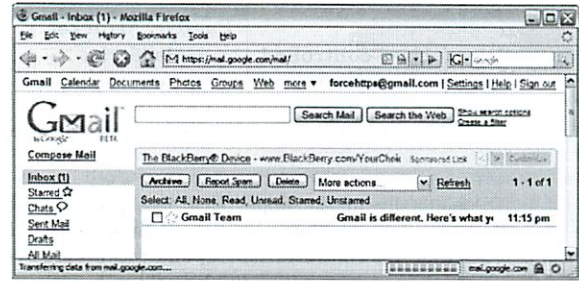 Gmail - Inbox (1) - Mozilla Firefox
File Edit View History Bookmarks Tools Help
https://mail.google.com/mail/
Gmail Calendar Documents Photos Groups Web more ▼ forcehttps@gmail.com | Settings | Help | Sign out
Gmail
by Google BETA
Search Mail Search the Web Show search options
Create a filter
Compose Mail
The BlackBerry® Device - www.BlackBerry.com/YourChoi Sponsored Link < >
Inbox (1)
Archive Report Spam Delete More actions... Refresh 1 - 1 of 1
Starred
Select: All, None, Read, Unread, Starred, Unstarred
Chats
Gmail Team Gmail is different. Here's what y 11:15 pm
Sent Mail
Drafts
All Mail
Transferring data from mail.google.com... mail.google.com